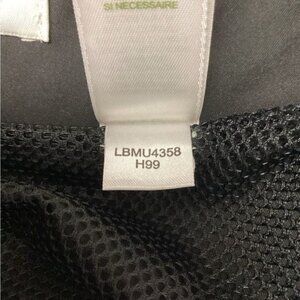 SI NECESSAIRE
LBMU4358
H99